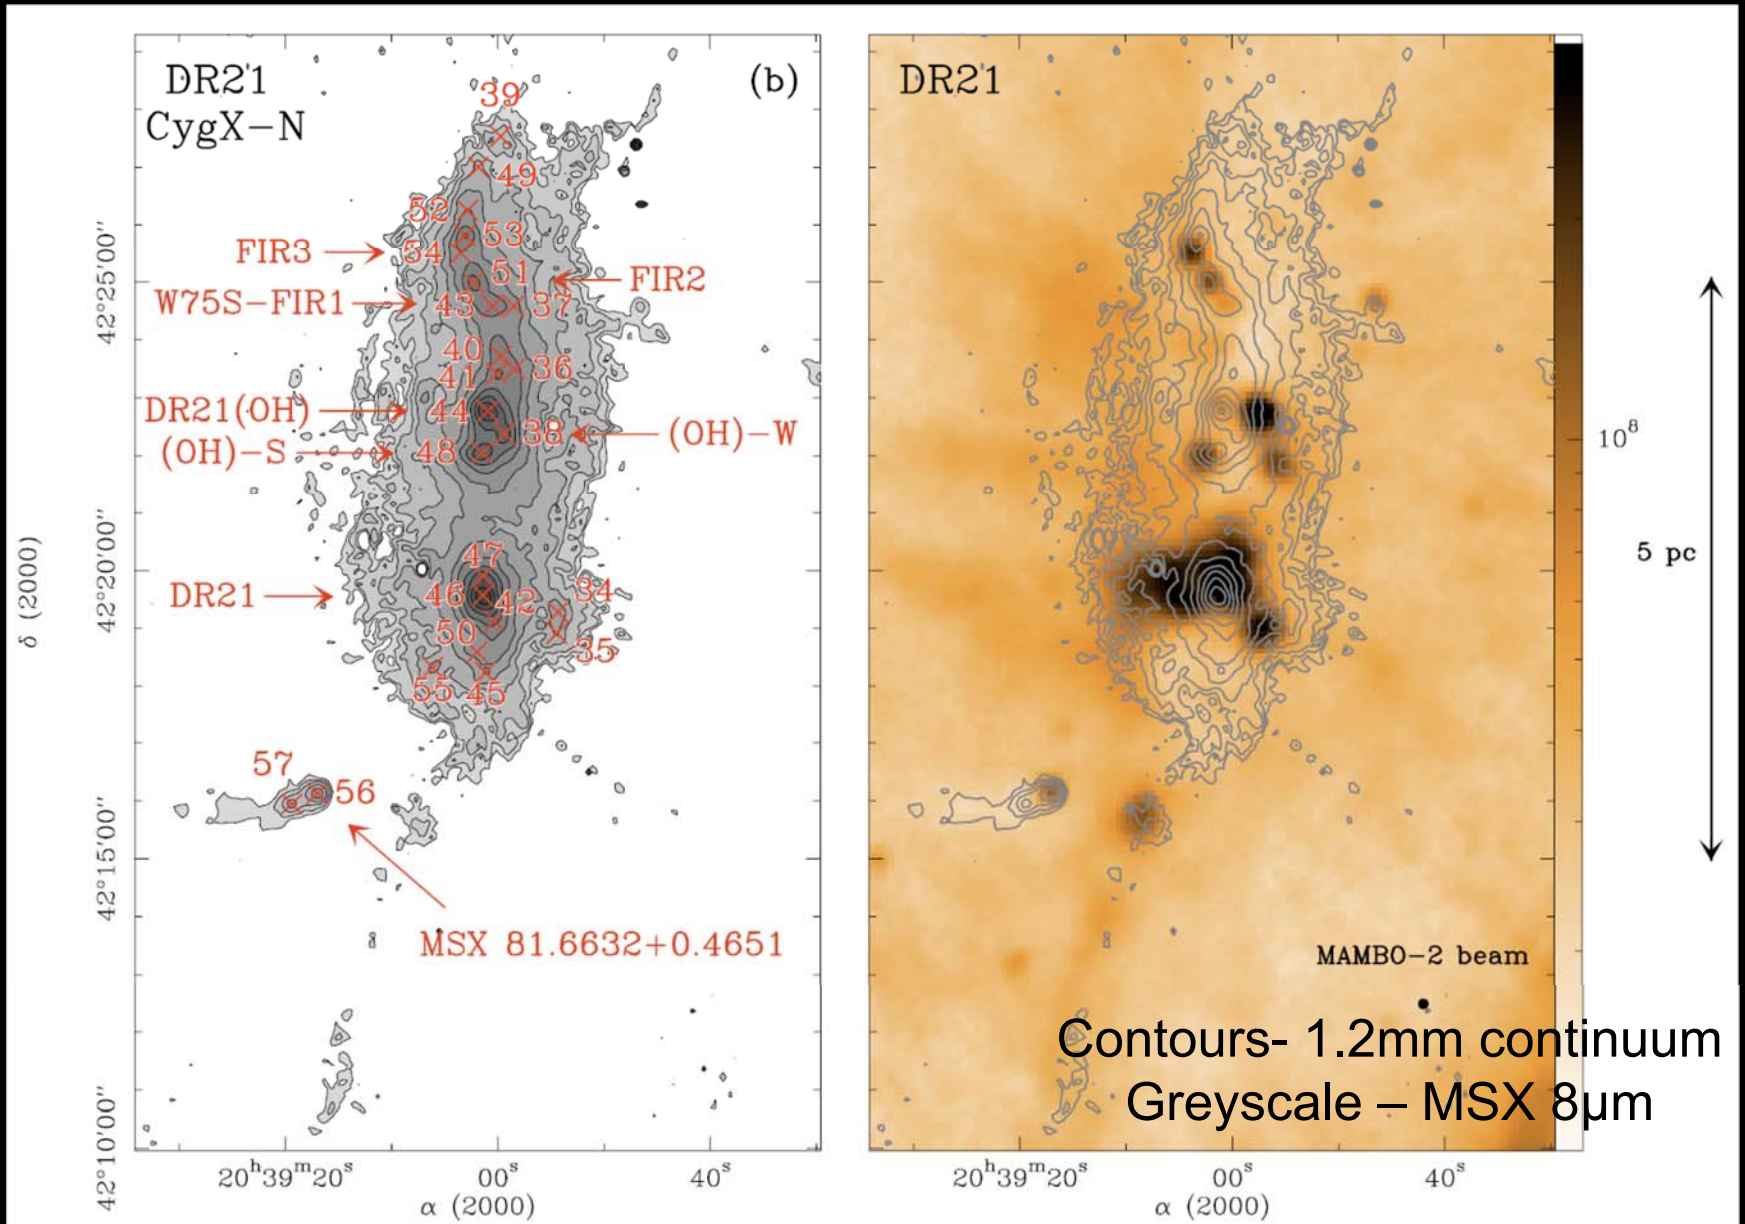 DR21
CygX-N
(b)
39
49
52
53
FIR3
54
51
FIR2
W75S-FIR1
43
37
40
36
41
DR21(OH)
44
(OH)-S
48
38
(OH)-W
47
DR21
46
42
34
50
35
55
45
57
56
MSX 81.6632+0.4651
δ (2000)
42°25′00″
42°20′00″
42°15′00″
42°10′00″
20ʰ39ᵐ20ˢ
00ˢ
40ˢ
α (2000)
DR21
10⁸
5 pc
MAMBO-2 beam
Contours- 1.2mm continuum
Greyscale – MSX 8μm
20ʰ39ᵐ20ˢ
00ˢ
40ˢ
α (2000)